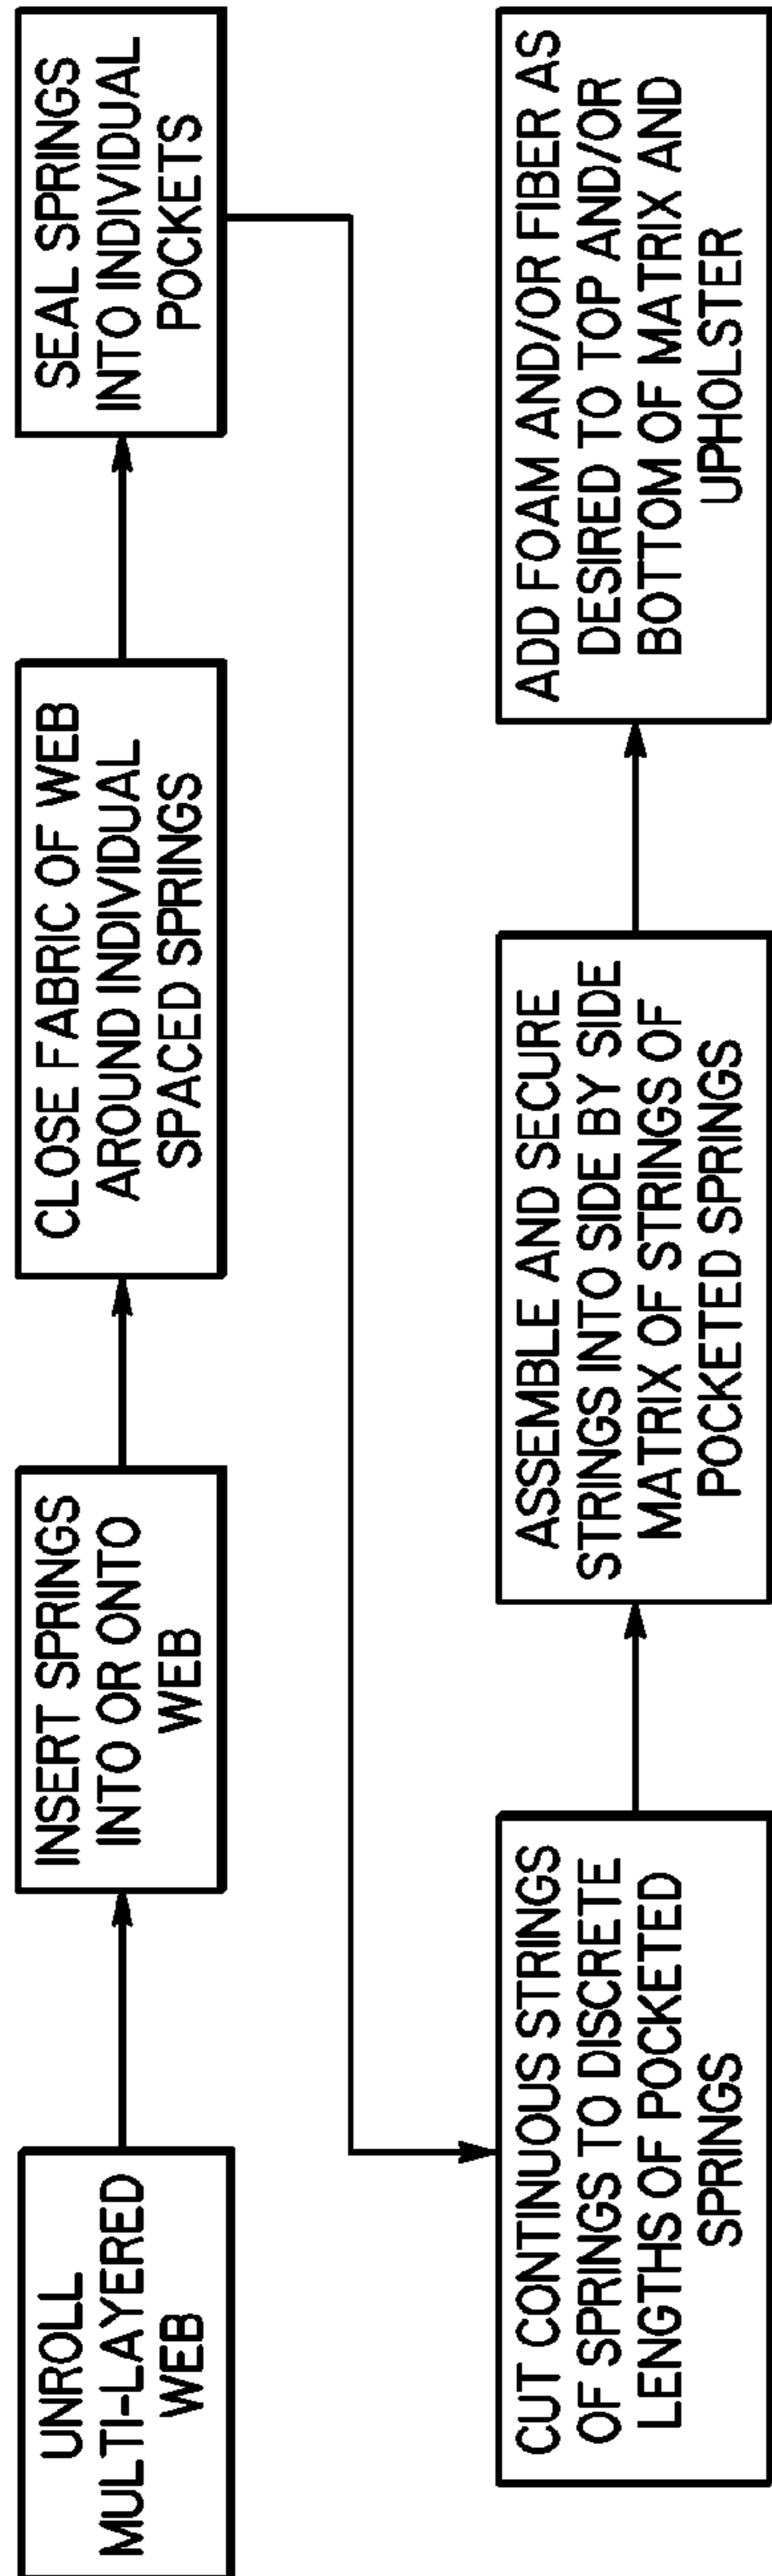 UNROLL
MULTI-LAYERED
WEB
INSERT SPRINGS
INTO OR ONTO
WEB
CLOSE FABRIC OF WEB
AROUND INDIVIDUAL
SPACED SPRINGS
SEAL SPRINGS
INTO INDIVIDUAL
POCKETS
CUT CONTINUOUS STRINGS
OF SPRINGS TO DISCRETE
LENGTHS OF POCKETED
SPRINGS
ASSEMBLE AND SECURE
STRINGS INTO SIDE BY SIDE
MATRIX OF STRINGS OF
POCKETED SPRINGS
ADD FOAM AND/OR FIBER AS
DESIRED TO TOP AND/OR
BOTTOM OF MATRIX AND
UPHOLSTER